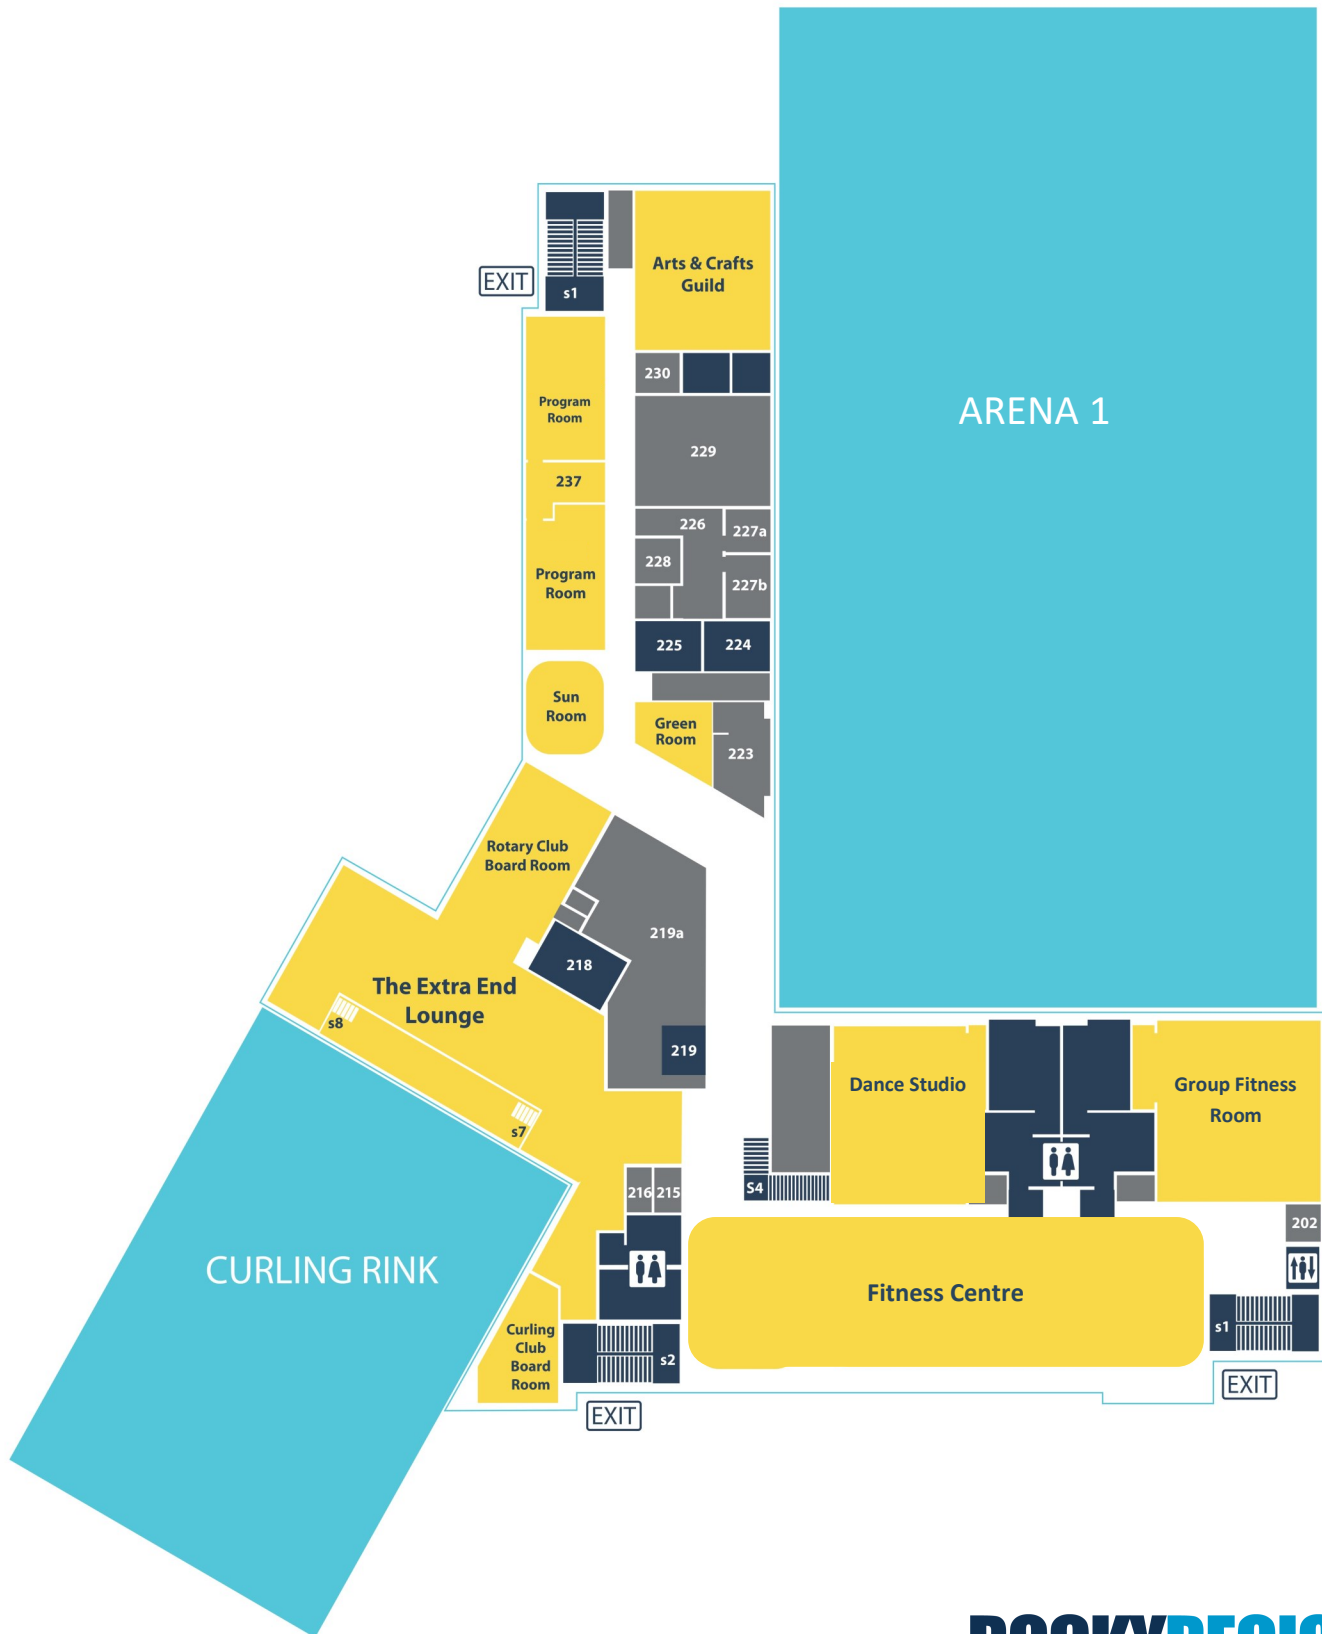 EXIT
s1
Arts & Crafts
Guild
230
Program
Room
ARENA 1
229
237
226
227a
228
Program
Room
227b
225
224
Sun
Room
Green
Room
223
Rotary Club
Board Room
219a
218
The Extra End
Lounge
s8
219
Dance Studio
Group Fitness
Room
s7
S4
216
215
202
CURLING RINK
Fitness Centre
s1
Curling
Club
Board
Room
s2
EXIT
EXIT